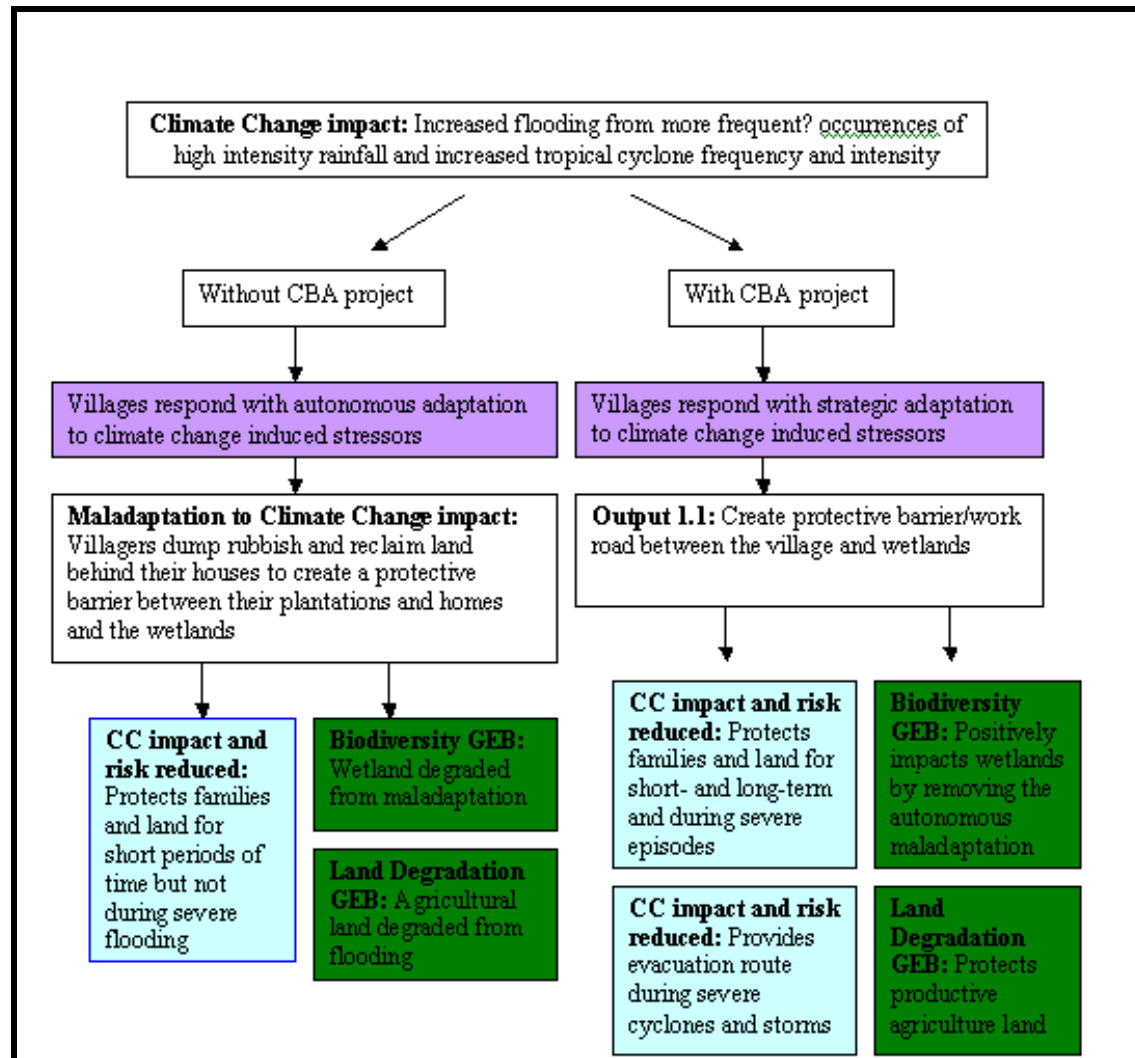 Climate Change impact: Increased flooding from more frequent? occurrences of
high intensity rainfall and increased tropical cyclone frequency and intensity
Without CBA project
With CBA project
Villages respond with autonomous adaptation
to climate change induced stressors
Villages respond with strategic adaptation
to climate change induced stressors
Maladaptation to Climate Change impact:
Villagers dump rubbish and reclaim land
behind their houses to create a protective
barrier between their plantations and homes
and the wetlands
Output 1.1: Create protective barrier/work
road between the village and wetlands
CC impact and
risk reduced:
Protects families
and land for
short periods of
time but not
during severe
flooding
Biodiversity GEB:
Wetland degraded
from maladaptation
Land Degradation
GEB: Agricultural
land degraded from
flooding
CC impact and risk
reduced: Protects
families and land for
short- and long-term
and during severe
episodes
Biodiversity
GEB: Positively
impacts wetlands
by removing the
autonomous
maladaptation
CC impact and risk
reduced: Provides
evacuation route
during severe
cyclones and storms
Land
Degradation
GEB: Protects
productive
agriculture land